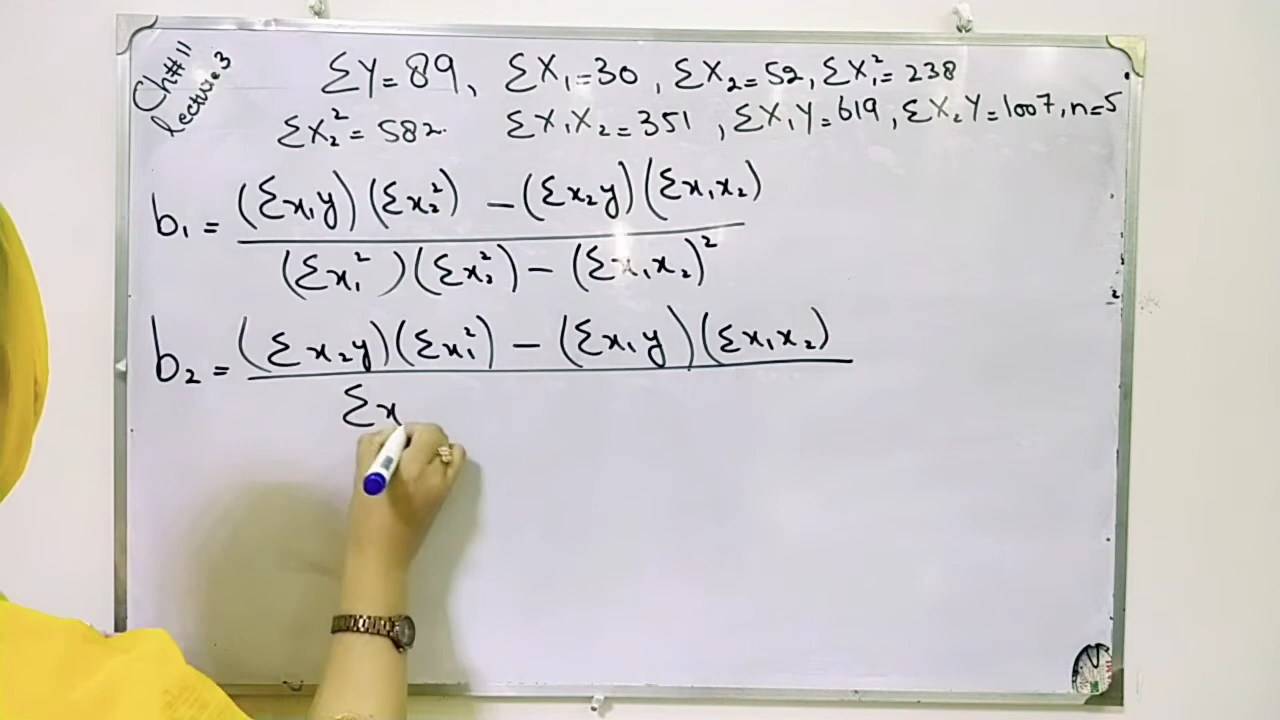 Ch#11
Lecture 3
ΣY=89, ΣX₁=30, ΣX₂=52, ΣX₁²=238
ΣX₂²=582. ΣX₁X₂=351, ΣX₁Y=619, ΣX₂Y=1007, n=5
b₁ = (Σx₁y)(Σx₂²) - (Σx₂y)(Σx₁x₂)
(Σx₁²)(Σx₂²) - (Σx₁x₂)²
b₂ = (Σx₂y)(Σx₁²) - (Σx₁y)(Σx₁x₂)
Σx